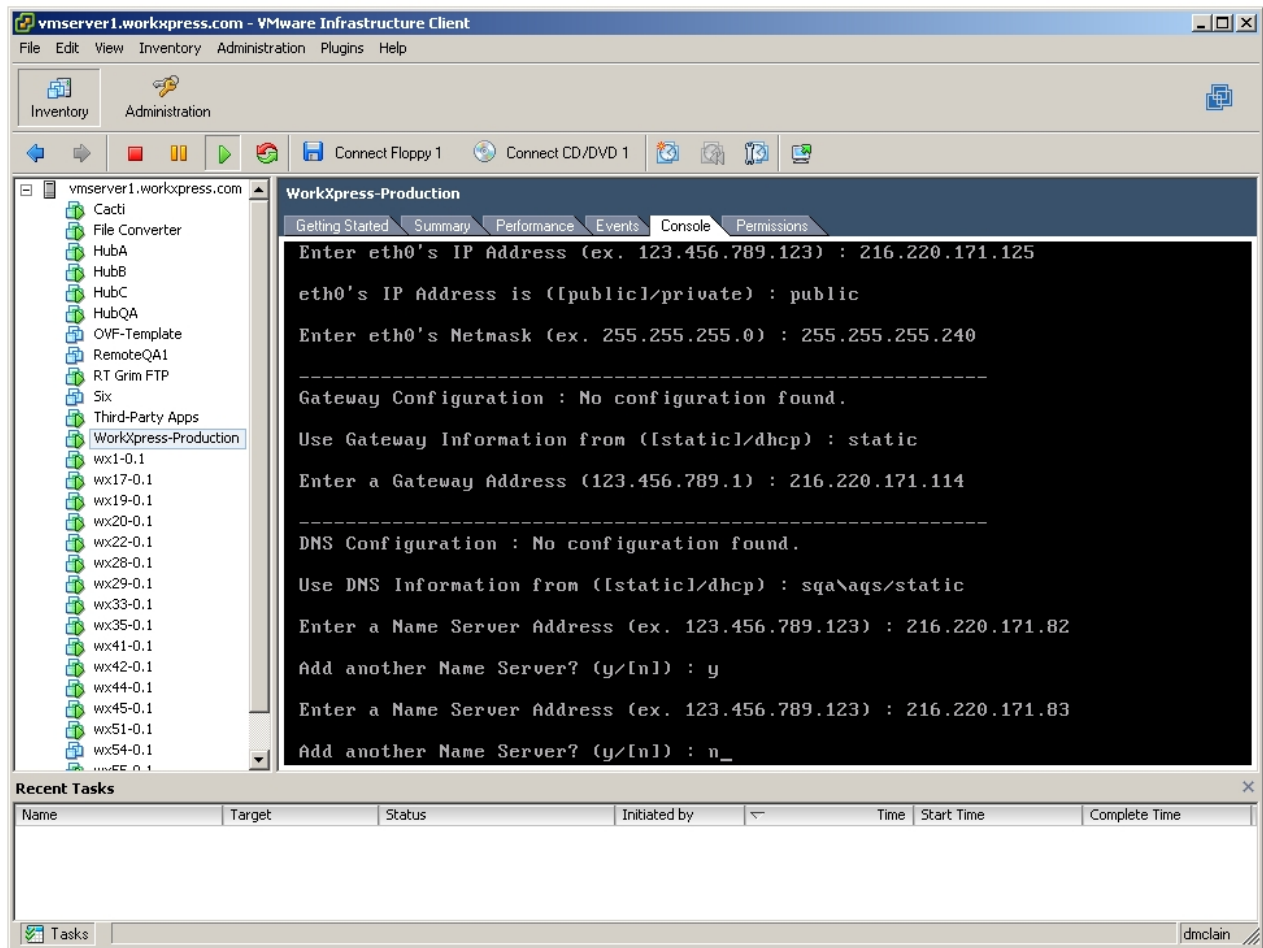 vmserver1.workxpress.com - VMware Infrastructure Client
File Edit View Inventory Administration Plugins Help
Inventory Administration
Connect Floppy 1 Connect CD/DVD 1
vmserver1.workxpress.com
Cacti
File Converter
HubA
HubB
HubC
HubQA
OVF-Template
RemoteQA1
RT Grim FTP
Six
Third-Party Apps
WorkXpress-Production
wx1-0.1
wx17-0.1
wx19-0.1
wx20-0.1
wx22-0.1
wx28-0.1
wx29-0.1
wx33-0.1
wx35-0.1
wx41-0.1
wx42-0.1
wx44-0.1
wx45-0.1
wx51-0.1
wx54-0.1
wx55-0.1
WorkXpress-Production
Getting Started Summary Performance Events Console Permissions
Enter eth0's IP Address (ex. 123.456.789.123) : 216.220.171.125
eth0's IP Address is ([public]/private) : public
Enter eth0's Netmask (ex. 255.255.255.0) : 255.255.255.240
Gateway Configuration : No configuration found.
Use Gateway Information from ([static]/dhcp) : static
Enter a Gateway Address (123.456.789.1) : 216.220.171.114
DNS Configuration : No configuration found.
Use DNS Information from ([static]/dhcp) : sqa\aqs/static
Enter a Name Server Address (ex. 123.456.789.123) : 216.220.171.82
Add another Name Server? (y/[n]) : y
Enter a Name Server Address (ex. 123.456.789.123) : 216.220.171.83
Add another Name Server? (y/[n]) : n_
Recent Tasks
Name Target Status Initiated by Time Start Time Complete Time
Tasks dmclain